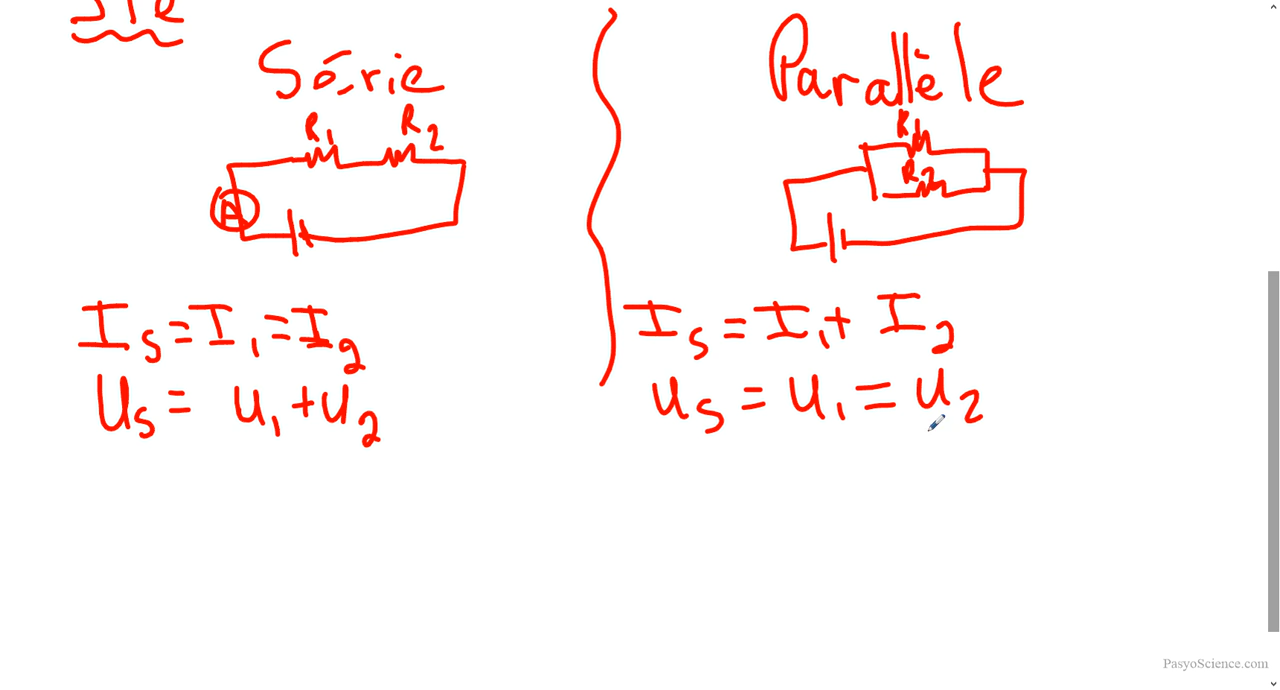 STE
Série
R1 R2
A
Is = I1 = I2
Us = U1 + U2
Parallèle
R1
R2
Is = I1 + I2
Us = U1 = U2
PasyoScience.com